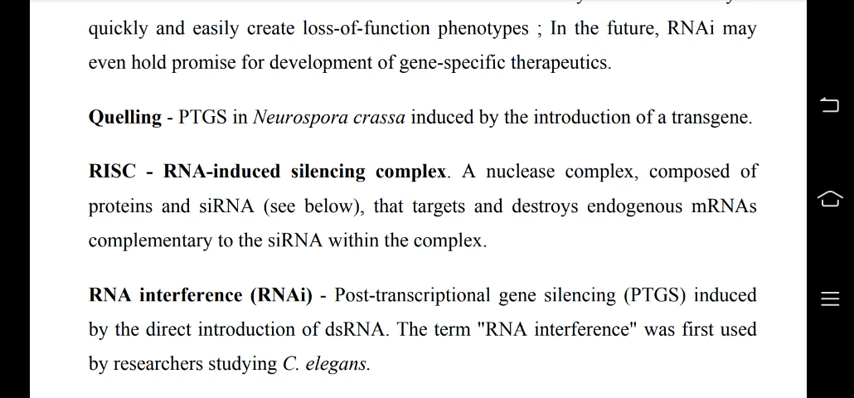 quickly and easily create loss-of-function phenotypes ; In the future, RNAi may
even hold promise for development of gene-specific therapeutics.
Quelling - PTGS in Neurospora crassa induced by the introduction of a transgene.
RISC - RNA-induced silencing complex. A nuclease complex, composed of
proteins and siRNA (see below), that targets and destroys endogenous mRNAs
complementary to the siRNA within the complex.
RNA interference (RNAi) - Post-transcriptional gene silencing (PTGS) induced
by the direct introduction of dsRNA. The term "RNA interference" was first used
by researchers studying C. elegans.